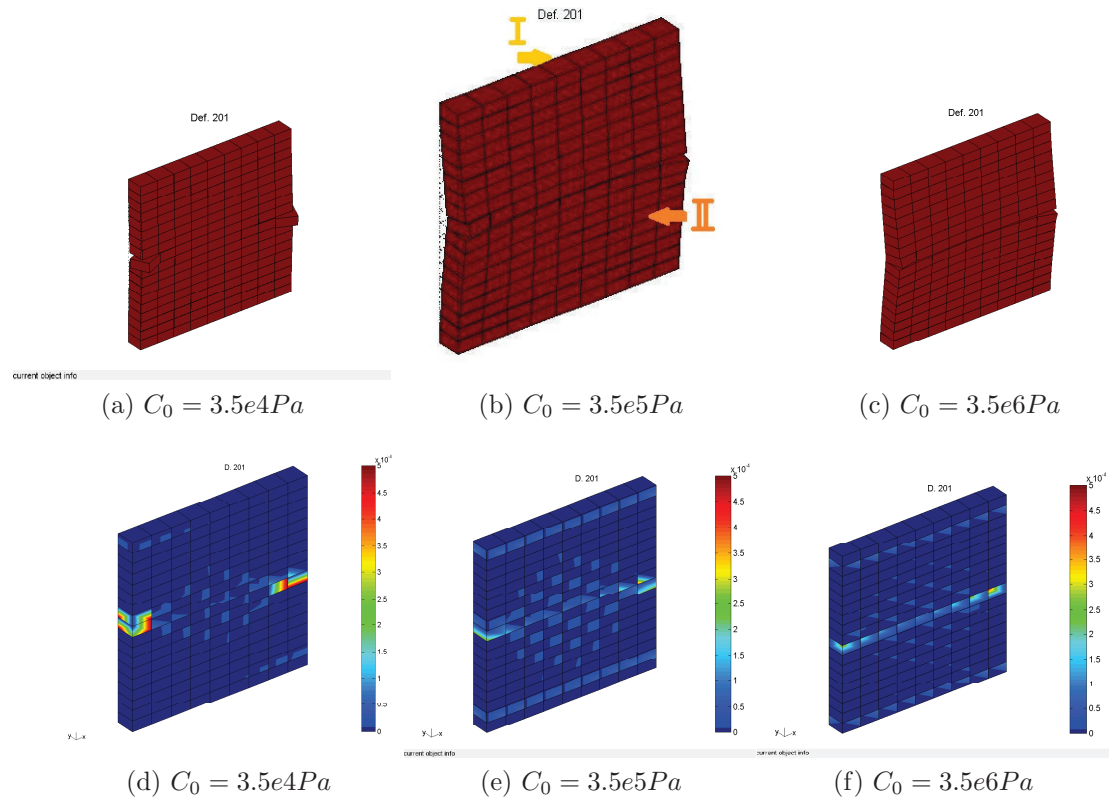 Def. 201
I
Def. 201
II
Def. 201
current object info
(a) C₀ = 3.5e4Pa
(b) C₀ = 3.5e5Pa
(c) C₀ = 3.5e6Pa
D. 201
x 10⁻⁴
5
4.5
4
3.5
3
2.5
2
1.5
1
0.5
0
y x
D. 201
x 10⁻⁴
5
4.5
4
3.5
3
2.5
2
1.5
1
0.5
0
y x
current object info
D. 201
x 10⁻⁴
5
4.5
4
3.5
3
2.5
2
1.5
1
0.5
0
y x
current object info
(d) C₀ = 3.5e4Pa
(e) C₀ = 3.5e5Pa
(f) C₀ = 3.5e6Pa